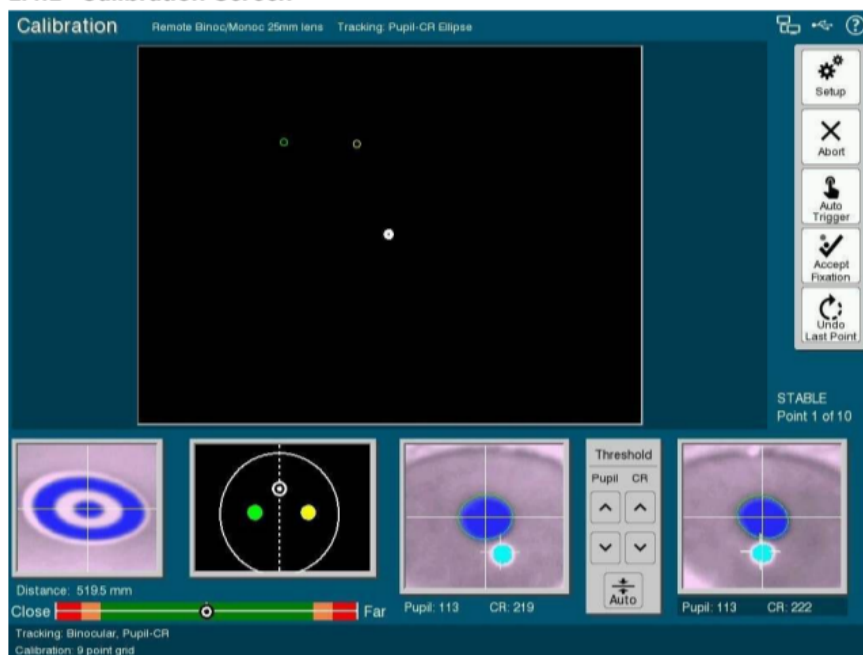 Calibration
Remote Binoc/Monoc 25mm lens    Tracking: Pupil-CR Ellipse
Setup
Abort
Auto
Trigger
Accept
Fixation
Undo
Last Point
STABLE
Point 1 of 10
Threshold
Pupil CR
Auto
Distance: 519.5 mm
Close
Far
Pupil: 113 CR: 219
Pupil: 113 CR: 222
Tracking: Binocular, Pupil-CR
Calibration: 9 point grid